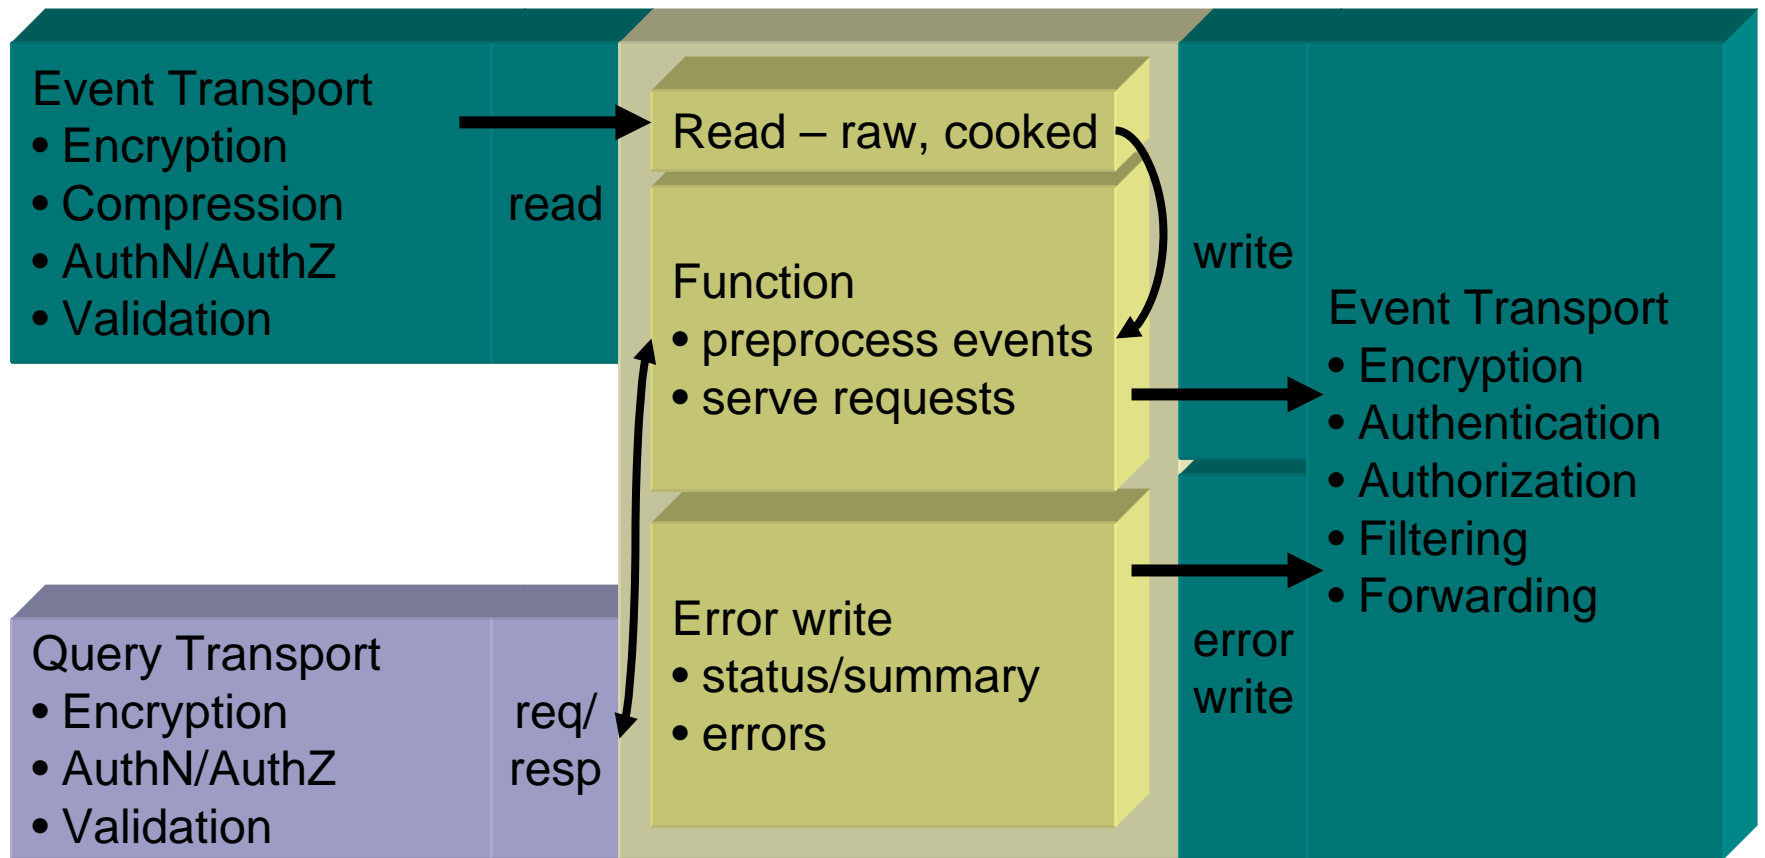 Event Transport
• Encryption
• Compression
• AuthN/AuthZ
• Validation
read
Read – raw, cooked
Function
• preprocess events
• serve requests
write
Event Transport
• Encryption
• Authentication
• Authorization
• Filtering
• Forwarding
Query Transport
• Encryption
• AuthN/AuthZ
• Validation
req/
resp
Error write
• status/summary
• errors
error
write